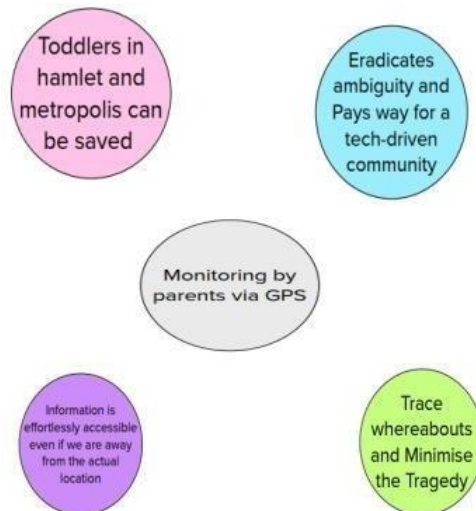 Toddlers in
hamlet and
metropolis can
be saved
Eradicates
ambiguity and
Pays way for a
tech-driven
community
Monitoring by
parents via GPS
Information is
effortlessly accessible
even if we are away
from the actual
location
Trace
whereabouts
and Minimise
the Tragedy